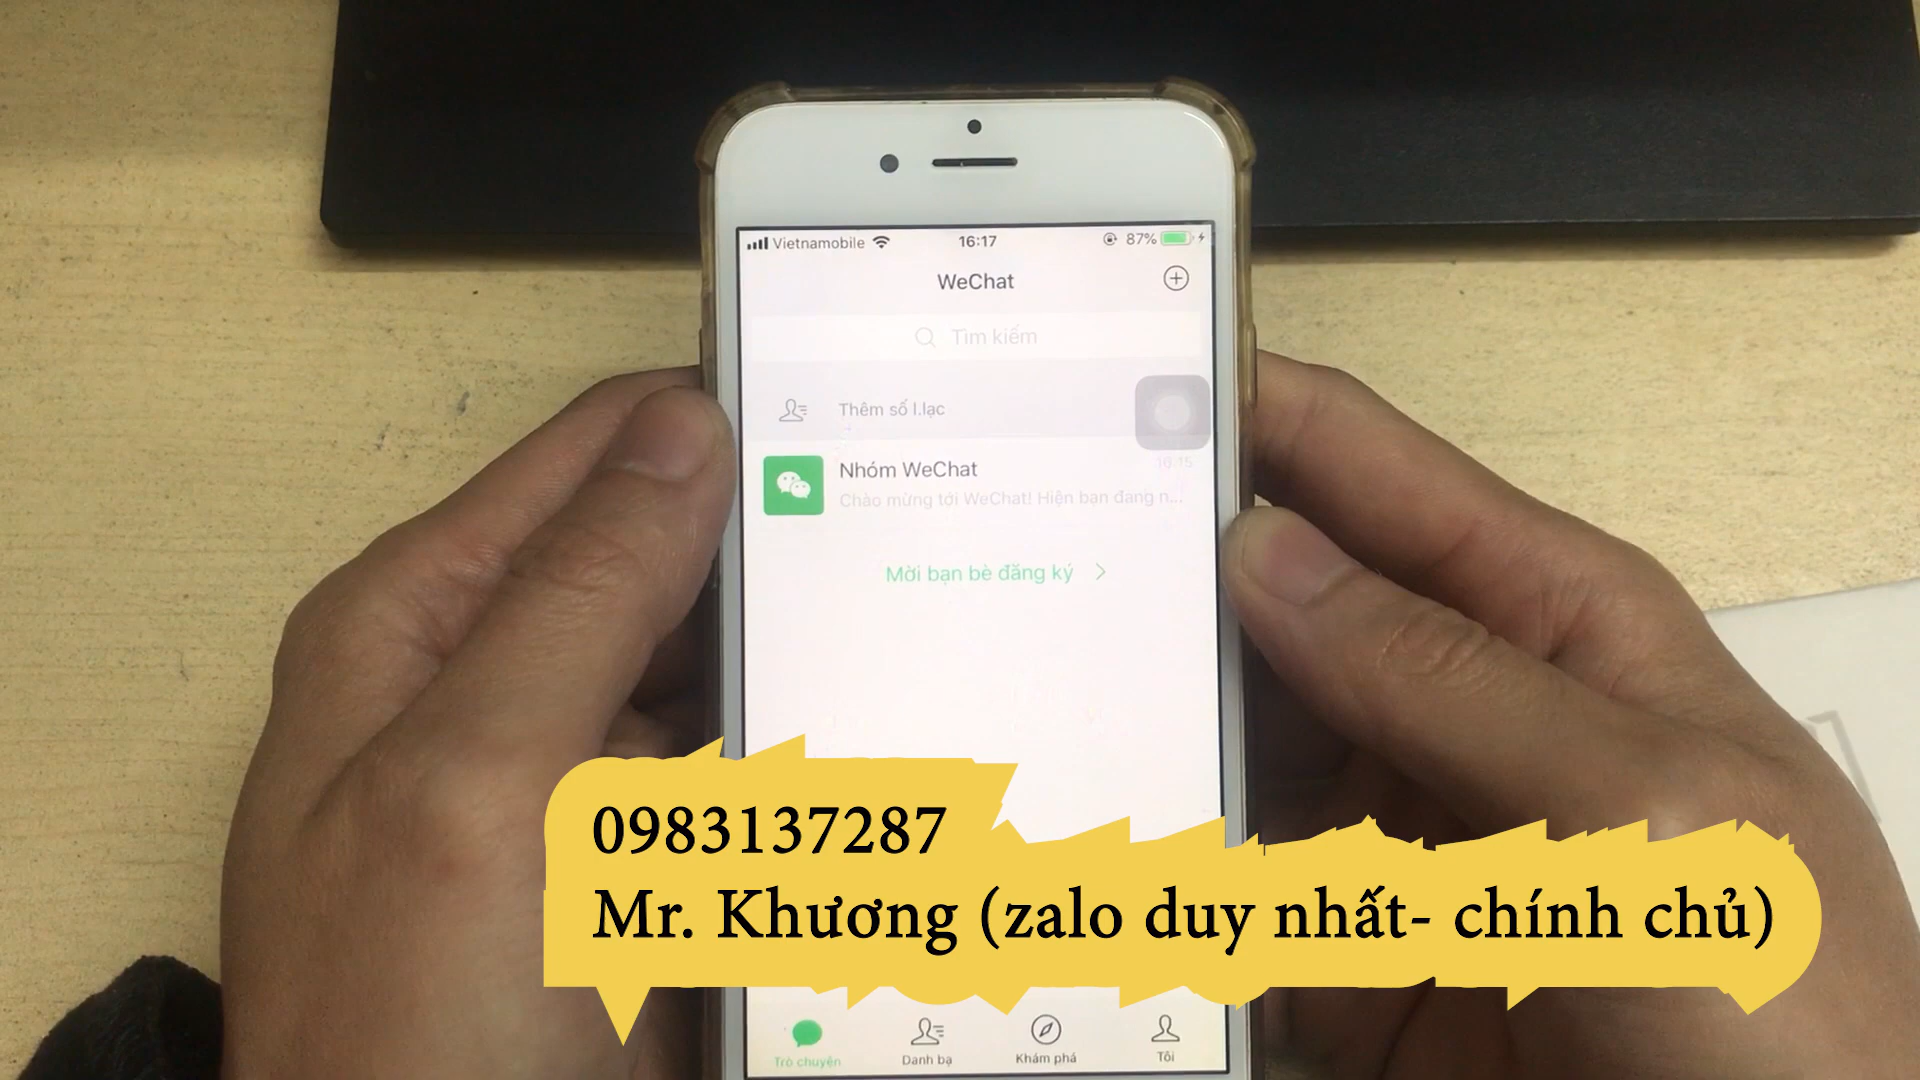 Vietnamobile 16:17 87%
WeChat
Tìm kiếm
Thêm số l.lạc
Nhóm WeChat 16:15
Chào mừng tới WeChat! Hiện bạn đang n...
Mời bạn bè đăng ký
0983137287
Mr. Khương (zalo duy nhất- chính chủ)
Trò chuyện Danh bạ Khám phá Tôi